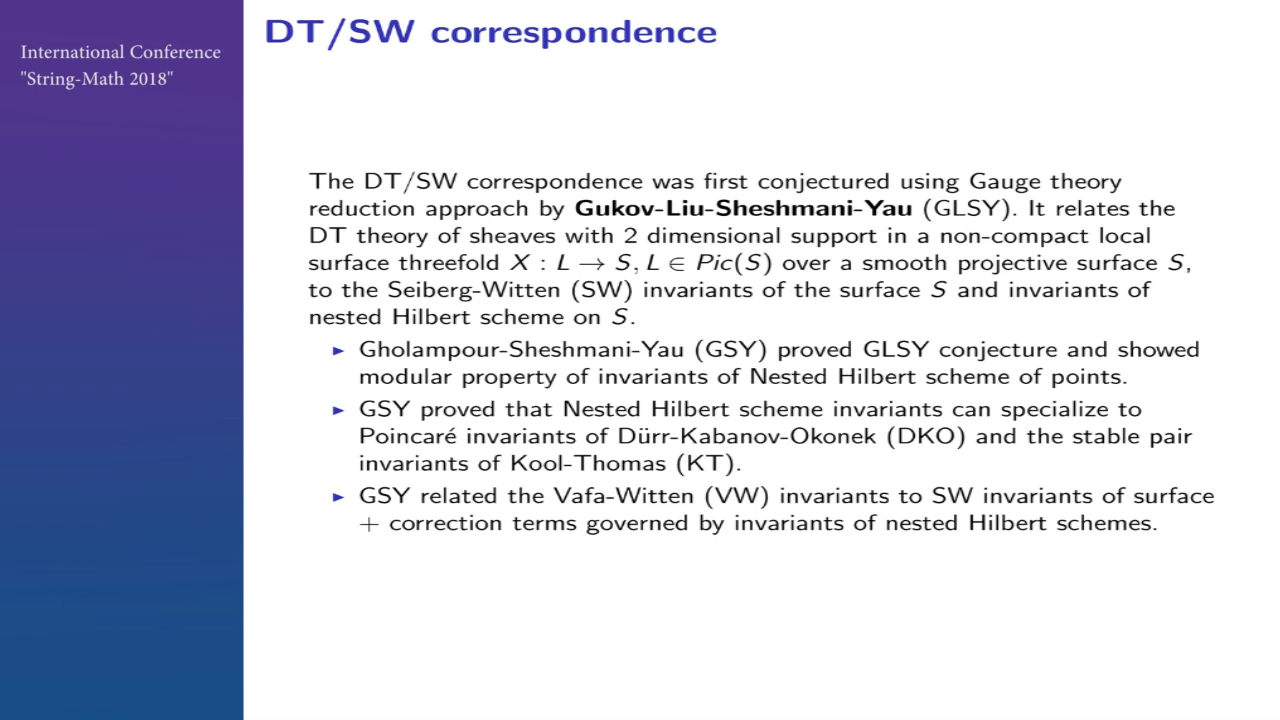 International Conference
"String-Math 2018"
DT/SW correspondence
The DT/SW correspondence was first conjectured using Gauge theory
reduction approach by Gukov-Liu-Sheshmani-Yau (GLSY). It relates the
DT theory of sheaves with 2 dimensional support in a non-compact local
surface threefold X : L → S, L ∈ Pic(S) over a smooth projective surface S,
to the Seiberg-Witten (SW) invariants of the surface S and invariants of
nested Hilbert scheme on S.
► Gholampour-Sheshmani-Yau (GSY) proved GLSY conjecture and showed
modular property of invariants of Nested Hilbert scheme of points.
► GSY proved that Nested Hilbert scheme invariants can specialize to
Poincaré invariants of Dürr-Kabanov-Okonek (DKO) and the stable pair
invariants of Kool-Thomas (KT).
► GSY related the Vafa-Witten (VW) invariants to SW invariants of surface
+ correction terms governed by invariants of nested Hilbert schemes.